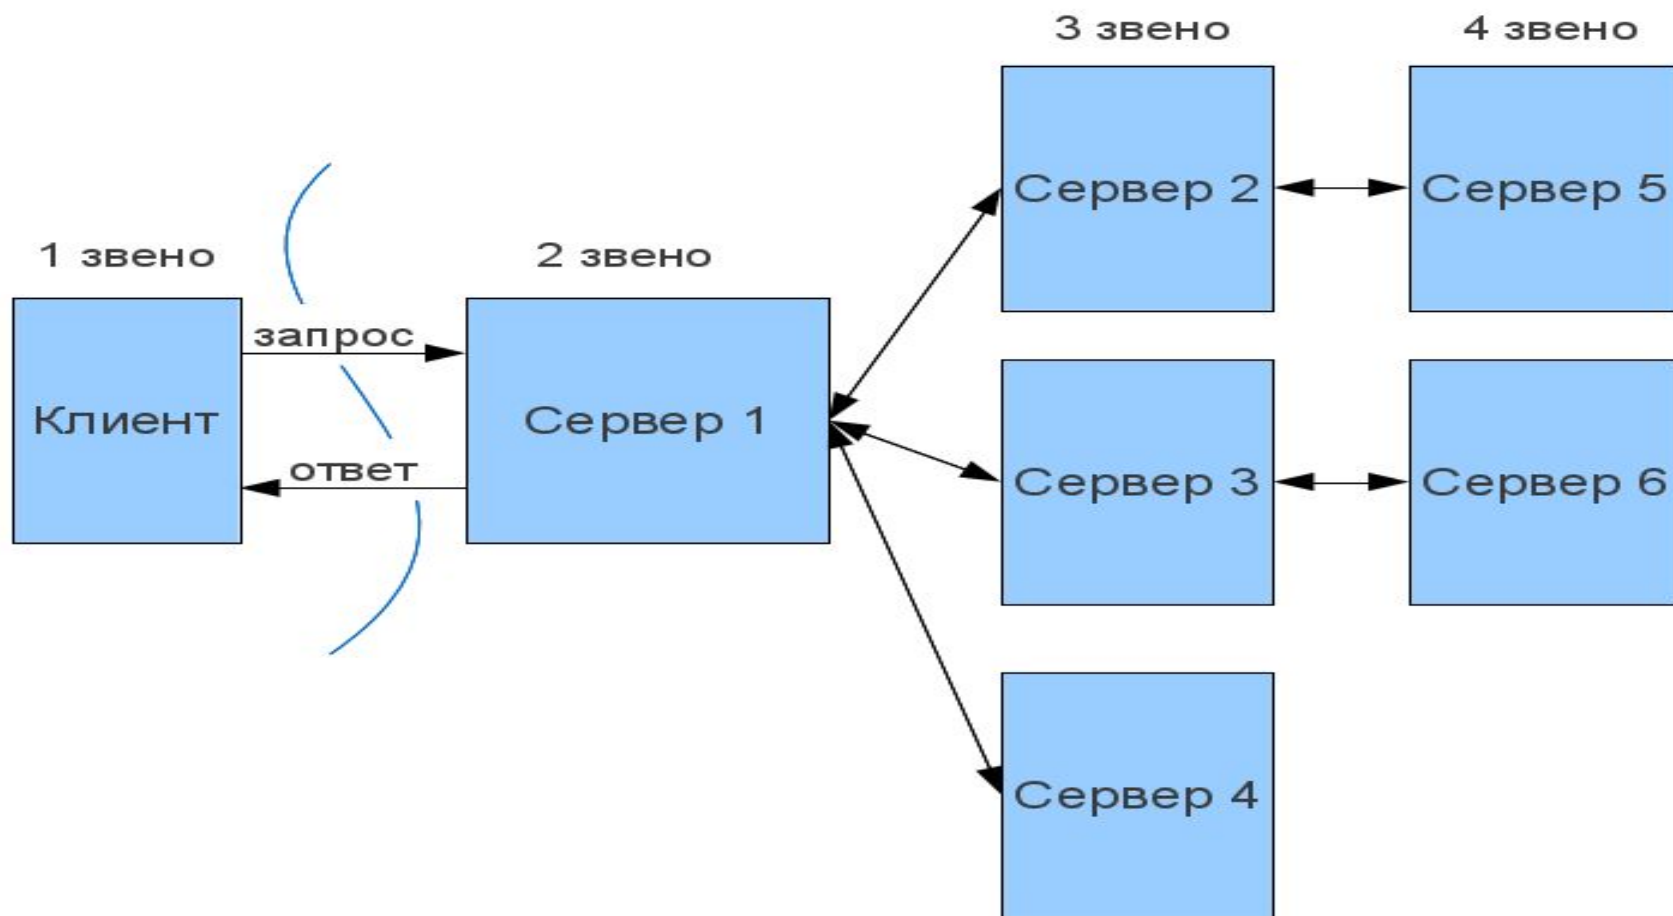 3 звено
4 звено
1 звено
2 звено
Сервер 2
Сервер 5
запрос
Клиент
Сервер 1
ответ
Сервер 3
Сервер 6
Сервер 4